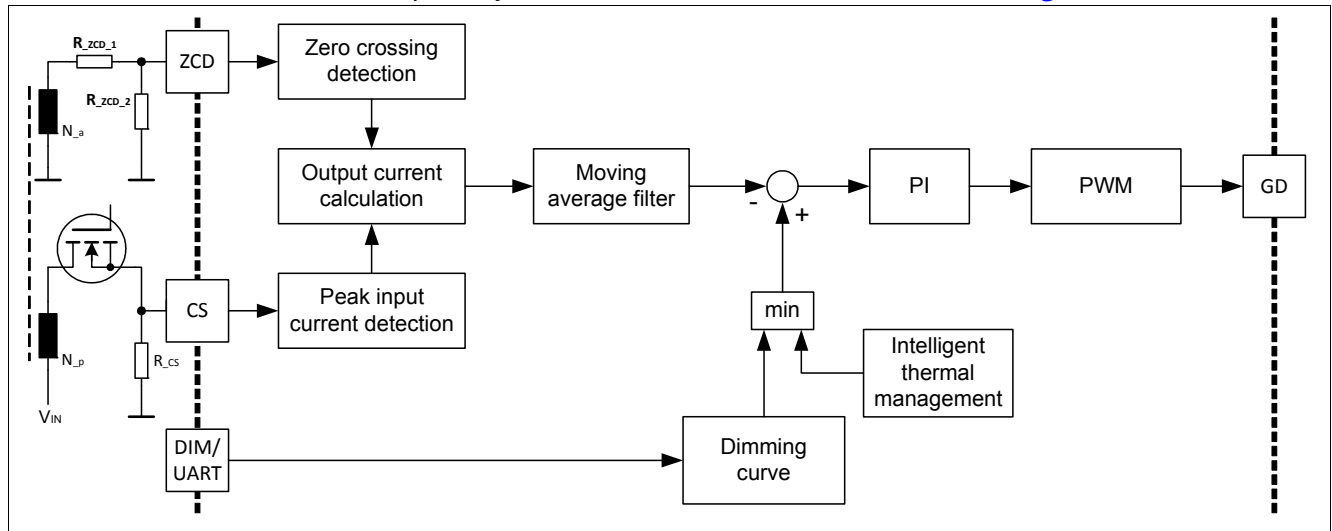 R_ZCD_1
ZCD
Zero crossing
detection
R_ZCD_2
N_a
Output current
calculation
Moving
average filter
-
+
PI
PWM
GD
CS
Peak input
current detection
min
N_p
R_CS
Intelligent
thermal
management
VIN
DIM/
UART
Dimming
curve